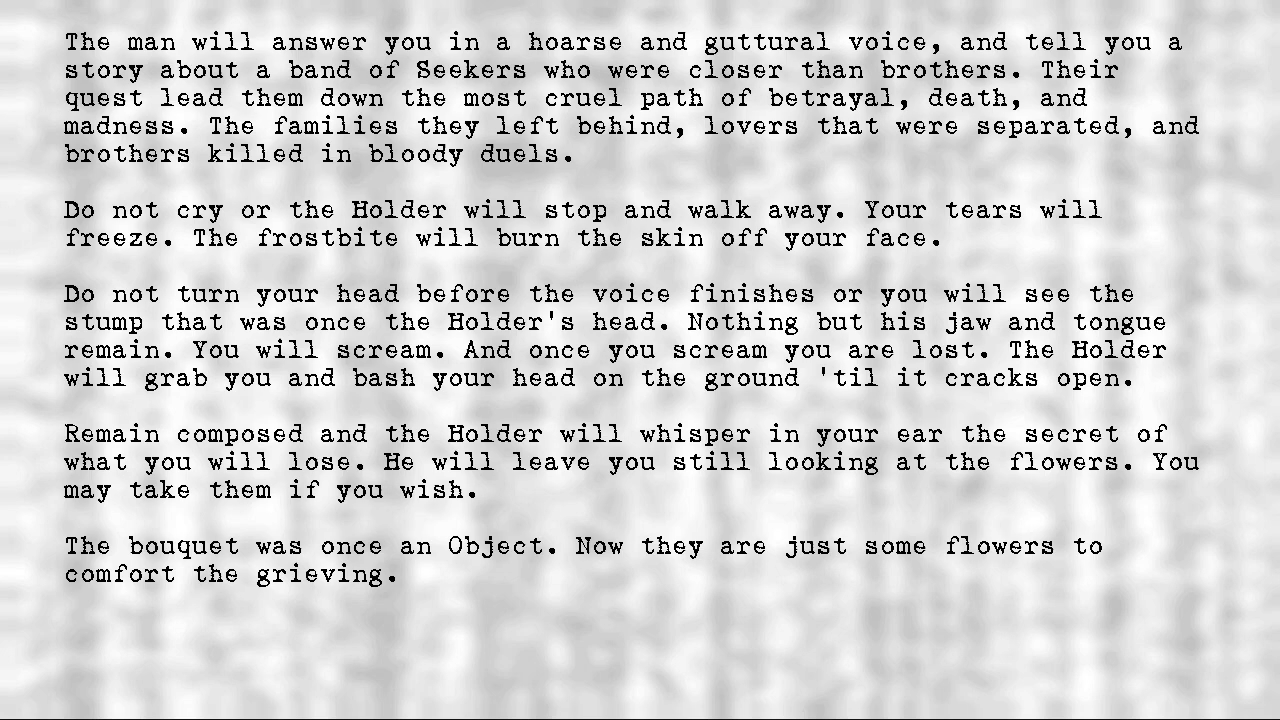 The man will answer you in a hoarse and guttural voice, and tell you a
story about a band of Seekers who were closer than brothers. Their
quest lead them down the most cruel path of betrayal, death, and
madness. The families they left behind, lovers that were separated, and
brothers killed in bloody duels.
Do not cry or the Holder will stop and walk away. Your tears will
freeze. The frostbite will burn the skin off your face.
Do not turn your head before the voice finishes or you will see the
stump that was once the Holder's head. Nothing but his jaw and tongue
remain. You will scream. And once you scream you are lost. The Holder
will grab you and bash your head on the ground 'til it cracks open.
Remain composed and the Holder will whisper in your ear the secret of
what you will lose. He will leave you still looking at the flowers. You
may take them if you wish.
The bouquet was once an Object. Now they are just some flowers to
comfort the grieving.